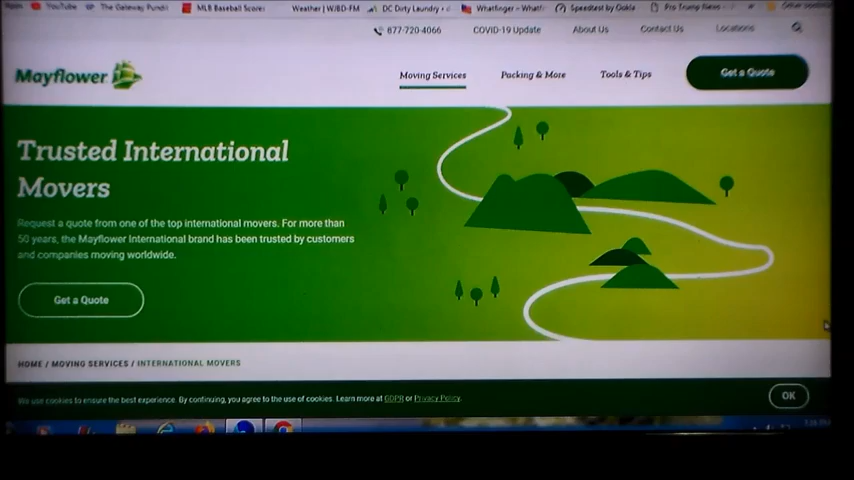 YouTube The Gateway Pundit MLB Baseball Scores Weather | W/BD-FM DC Dirty Laundry Whatfinger - Whatf Speedtest by Ookla Pro Trump News
877-720-4066 COVID-19 Update About Us Contact Us Locations
Mayflower Moving Services Packing & More Tools & Tips Get a Quote
Trusted International
Movers
Request a quote from one of the top international movers. For more than
50 years, the Mayflower International brand has been trusted by customers
and companies moving worldwide.
Get a Quote
HOME / MOVING SERVICES / INTERNATIONAL MOVERS
We use cookies to ensure the best experience. By continuing, you agree to the use of cookies. Learn more at GDPR or Privacy Policy.
OK